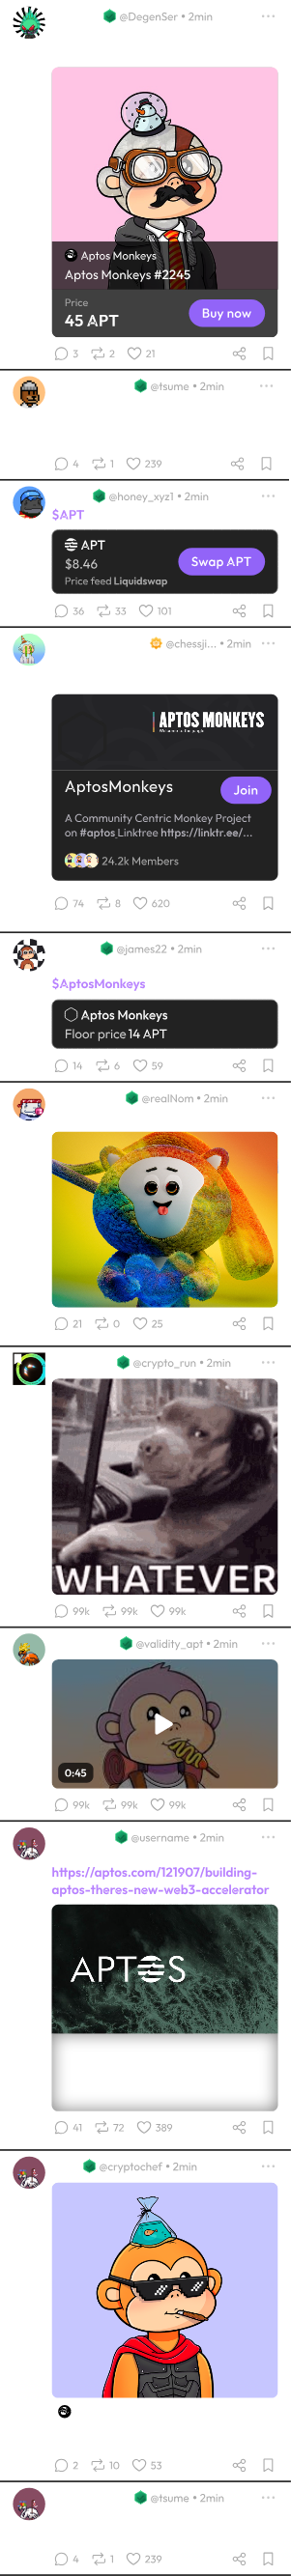 @DegenSer • 2min
Aptos Monkeys
Aptos Monkeys #2245
Price
45 APT
Buy now
3 2 21
@tsume • 2min
4 1 239
@honey_xyz1 • 2min
$APT
APT
$8.46
Swap APT
Price feed Liquidswap
36 33 101
@chessji... • 2min
APTOS MONKEYS
AptosMonkeys
Join
A Community Centric Monkey Project
on #aptos Linktree https://linktr.ee/...
24.2k Members
74 8 620
@james22 • 2min
$AptosMonkeys
Aptos Monkeys
Floor price 14 APT
14 6 59
@realNom • 2min
21 0 25
@crypto_run • 2min
WHATEVER
99k 99k 99k
@validity_apt • 2min
0:45
99k 99k 99k
@username • 2min
https://aptos.com/121907/building-
aptos-theres-new-web3-accelerator
APTOS
41 72 389
@cryptochef • 2min
2 10 53
@tsume • 2min
4 1 239